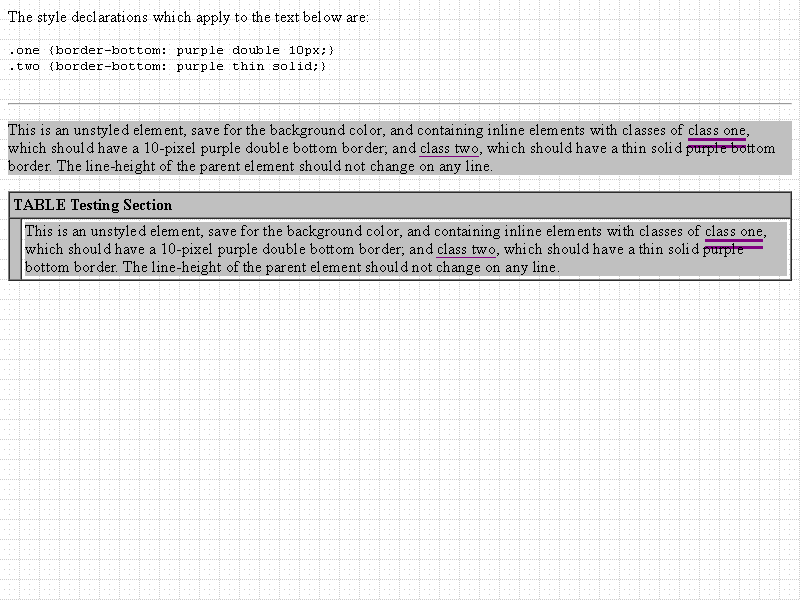 The style declarations which apply to the text below are:
.one {border-bottom: purple double 10px;}
.two {border-bottom: purple thin solid;}
This is an unstyled element, save for the background color, and containing inline elements with classes of class one,
which should have a 10-pixel purple double bottom border; and class two, which should have a thin solid purple bottom
border. The line-height of the parent element should not change on any line.
TABLE Testing Section
This is an unstyled element, save for the background color, and containing inline elements with classes of class one,
which should have a 10-pixel purple double bottom border; and class two, which should have a thin solid purple
bottom border. The line-height of the parent element should not change on any line.